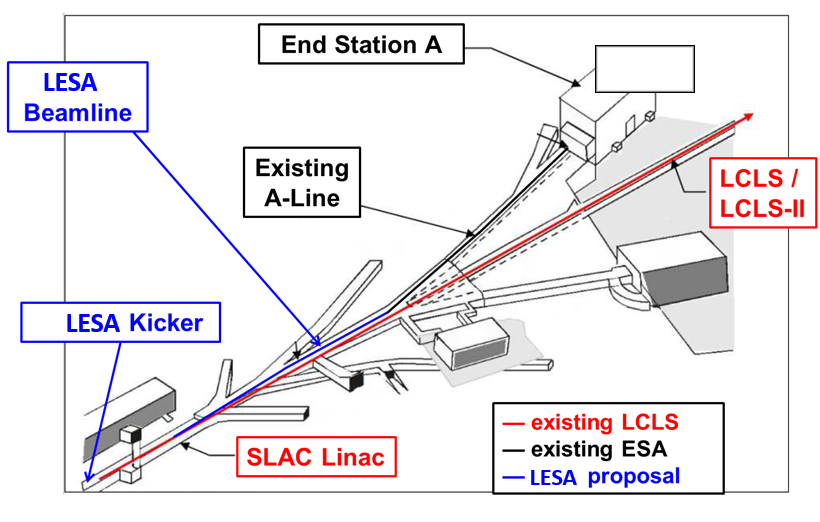 End Station A
LESA
Beamline
Existing
A-Line
LCLS /
LCLS-II
LESA Kicker
SLAC Linac
existing LCLS
existing ESA
LESA proposal